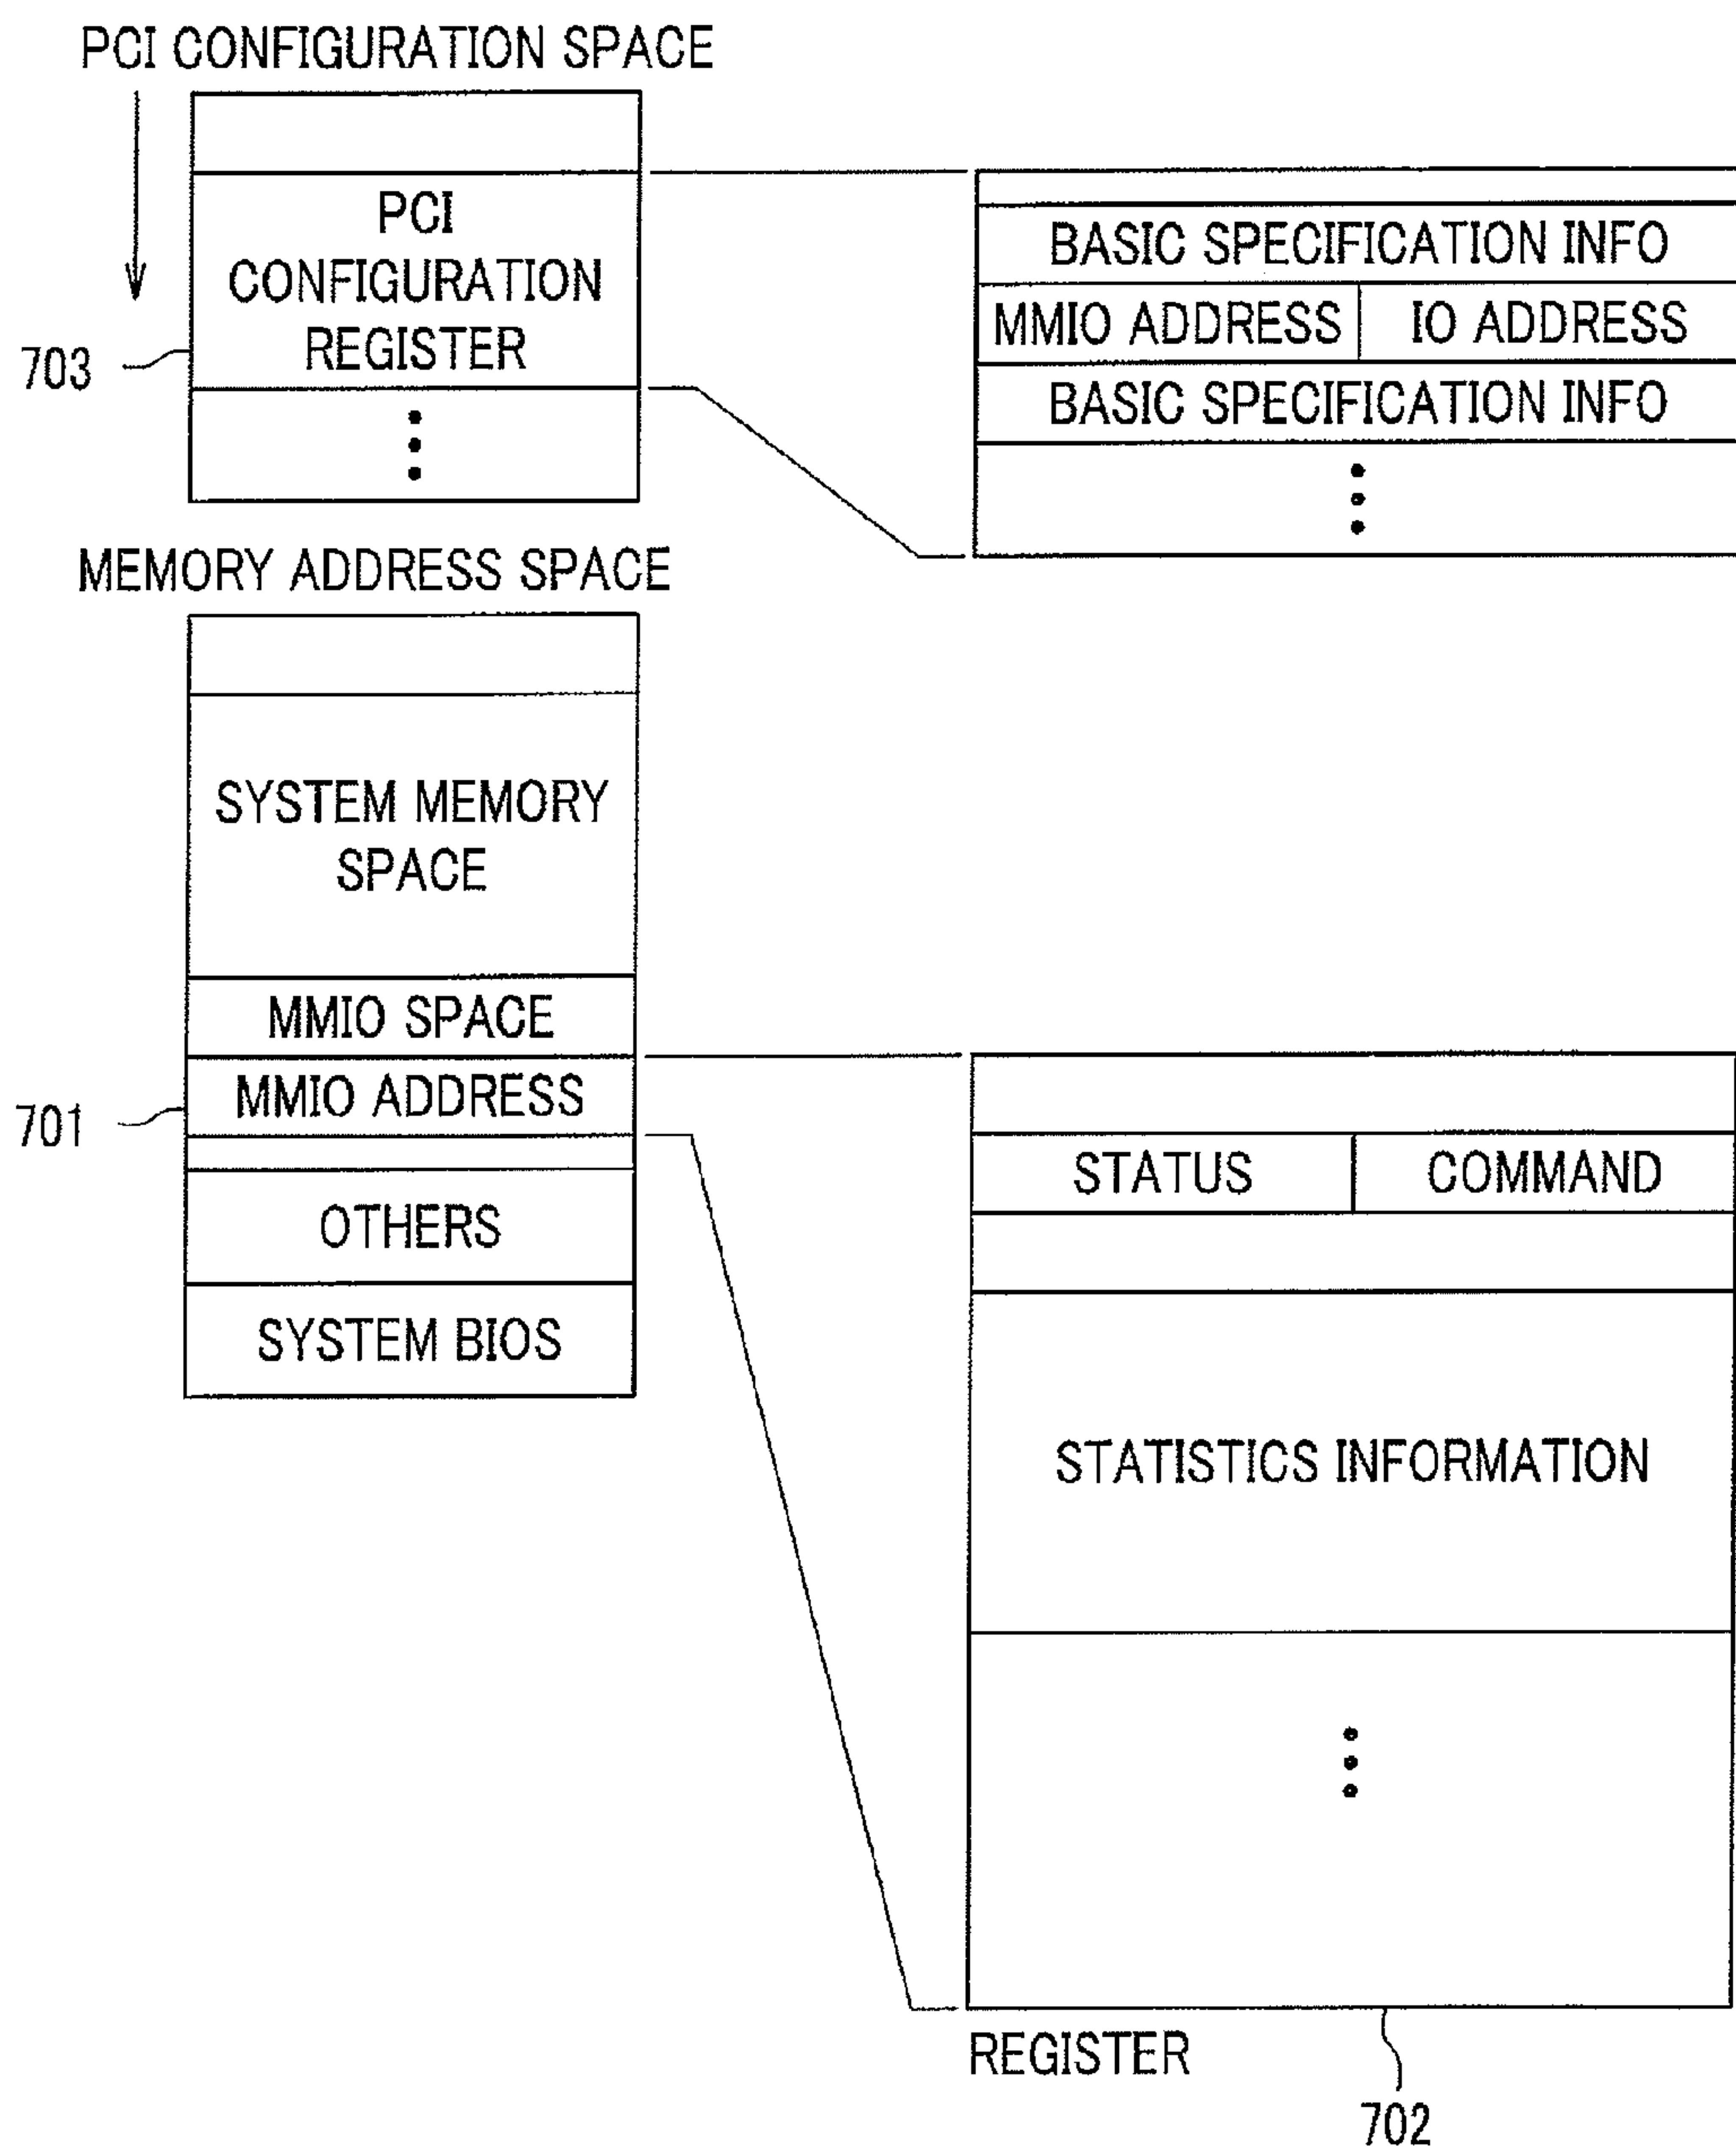 PCI CONFIGURATION SPACE
PCI
CONFIGURATION
REGISTER
703
BASIC SPECIFICATION INFO
MMIO ADDRESS
IO ADDRESS
BASIC SPECIFICATION INFO
MEMORY ADDRESS SPACE
SYSTEM MEMORY
SPACE
MMIO SPACE
MMIO ADDRESS
701
OTHERS
SYSTEM BIOS
STATUS
COMMAND
STATISTICS INFORMATION
REGISTER
702